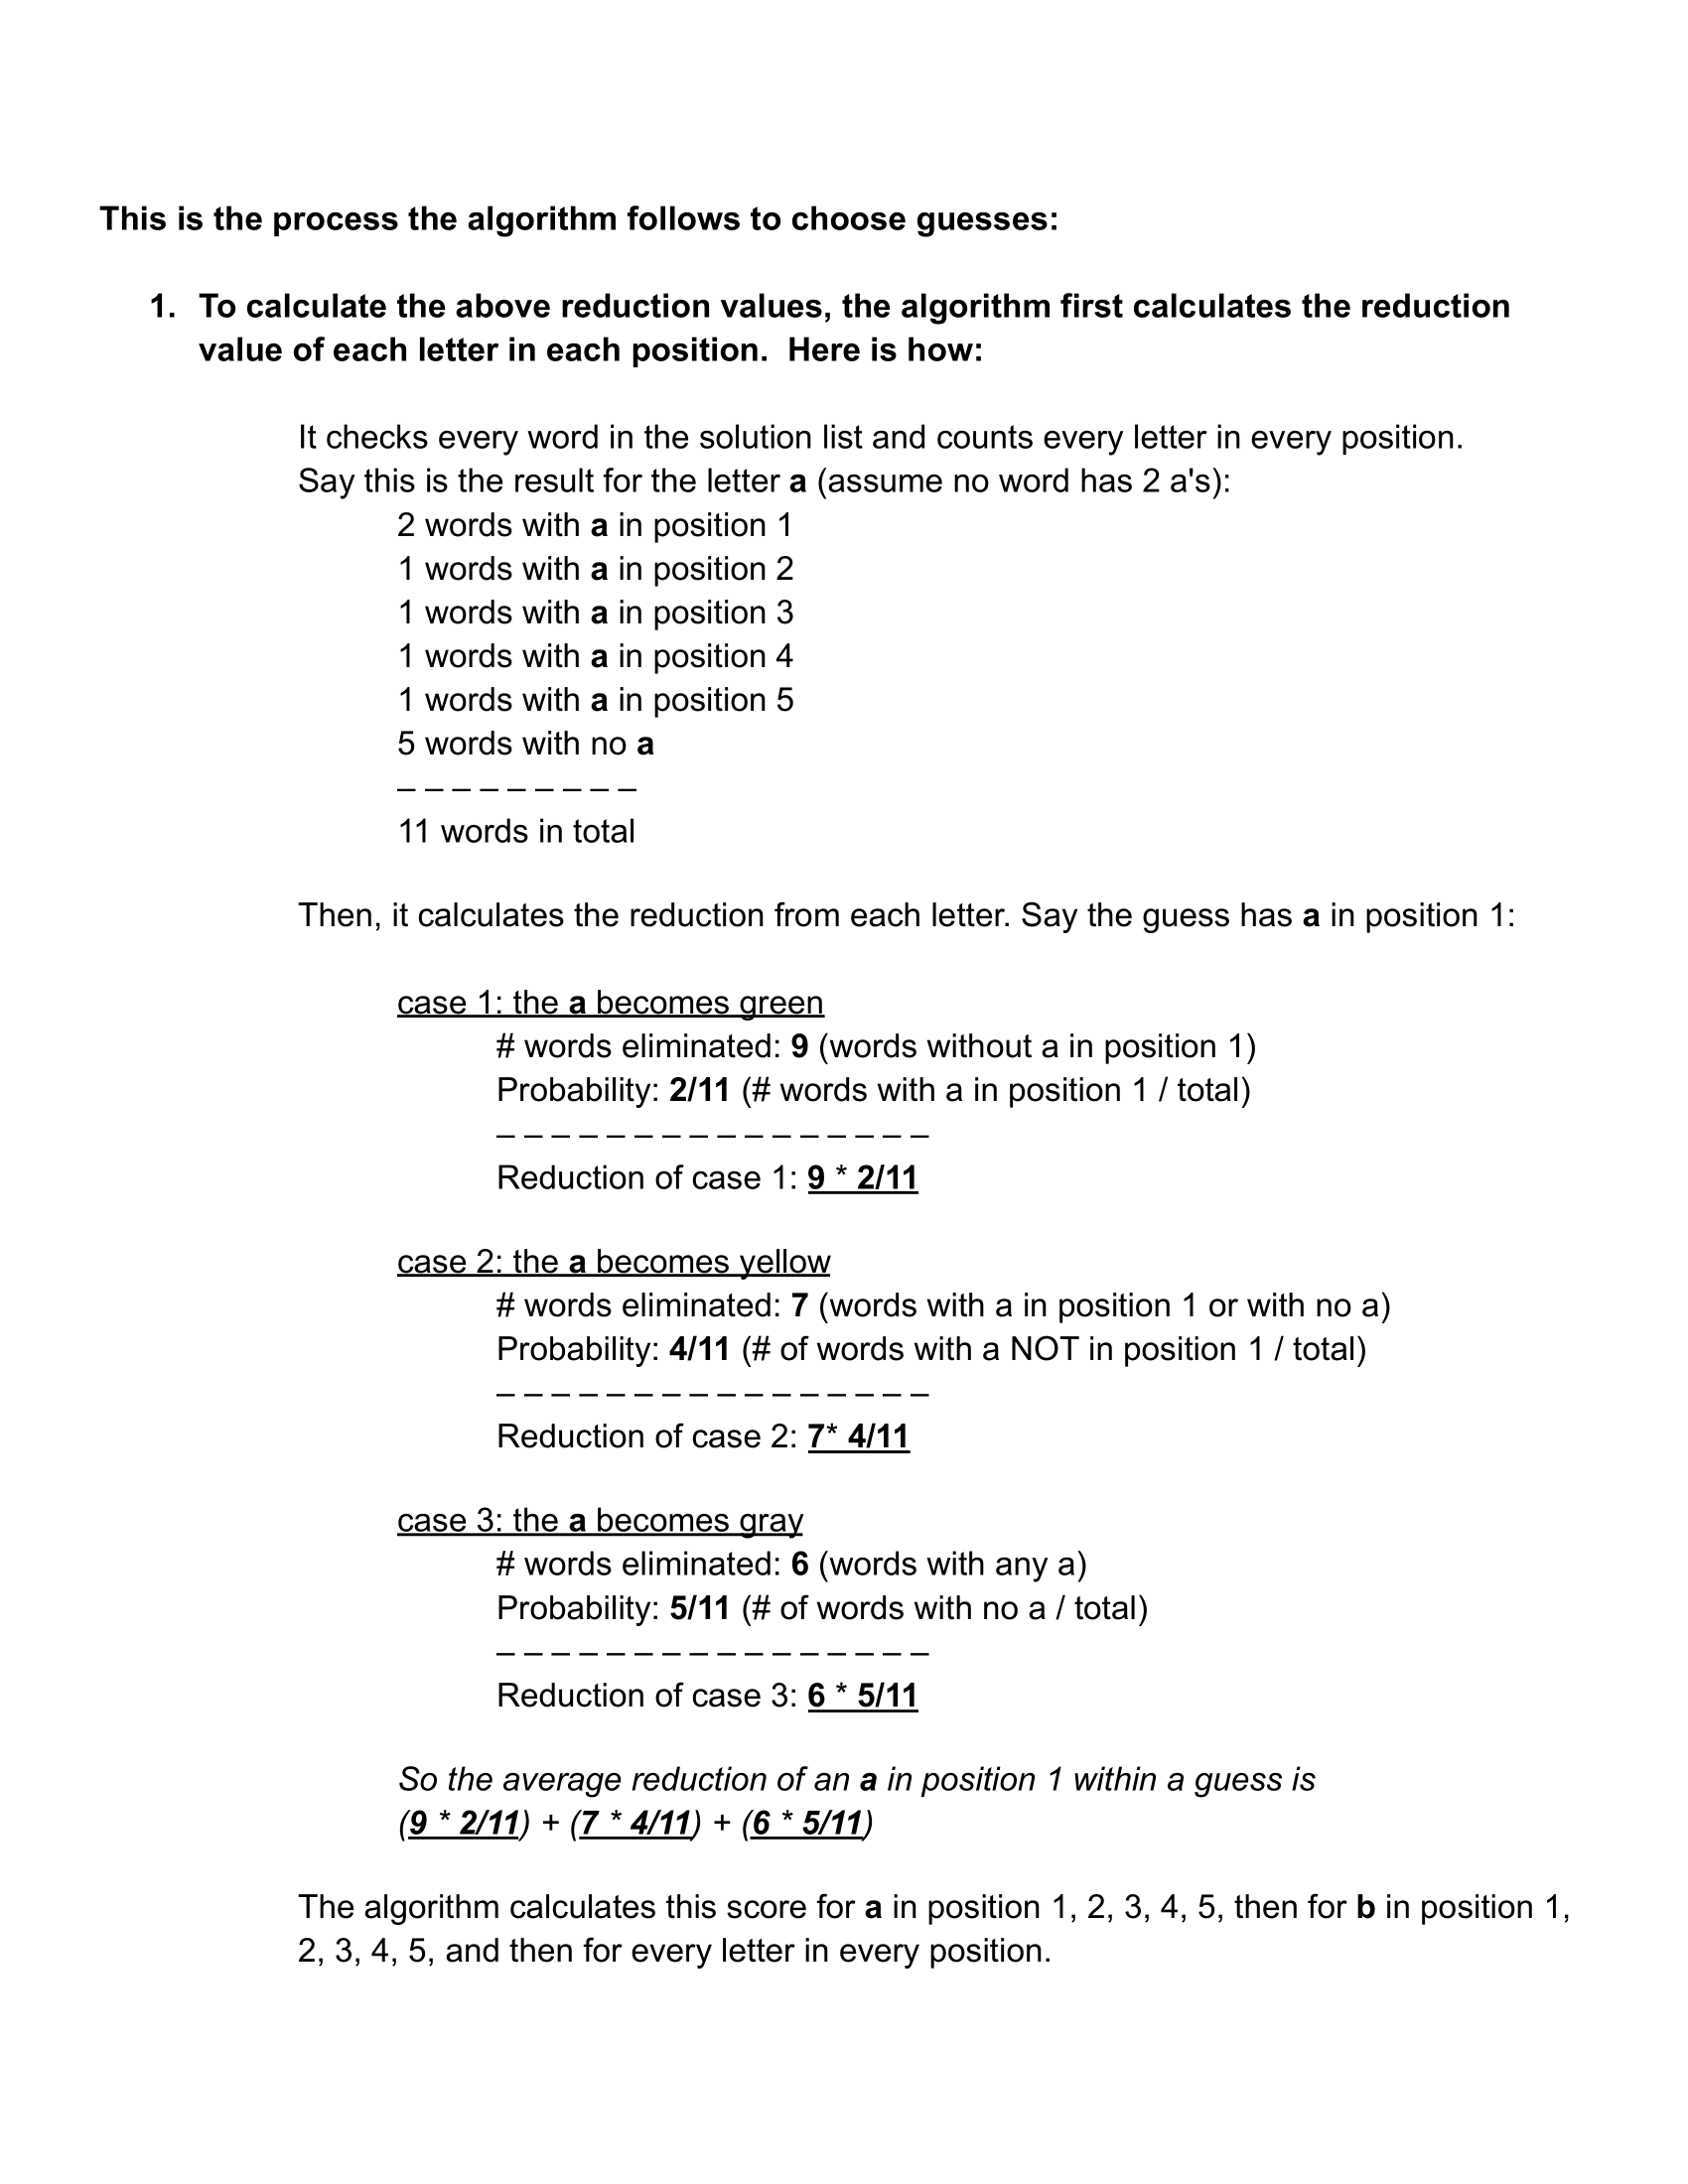 This is the process the algorithm follows to choose guesses:
1. To calculate the above reduction values, the algorithm first calculates the reduction
value of each letter in each position.  Here is how:
It checks every word in the solution list and counts every letter in every position.
Say this is the result for the letter a (assume no word has 2 a's):
2 words with a in position 1
1 words with a in position 2
1 words with a in position 3
1 words with a in position 4
1 words with a in position 5
5 words with no a
_ _ _ _ _ _ _ _ _
11 words in total
Then, it calculates the reduction from each letter. Say the guess has a in position 1:
case 1: the a becomes green
# words eliminated: 9 (words without a in position 1)
Probability: 2/11 (# words with a in position 1 / total)
_ _ _ _ _ _ _ _ _ _ _ _ _ _ _ _
Reduction of case 1: 9 * 2/11
case 2: the a becomes yellow
# words eliminated: 7 (words with a in position 1 or with no a)
Probability: 4/11 (# of words with a NOT in position 1 / total)
_ _ _ _ _ _ _ _ _ _ _ _ _ _ _ _
Reduction of case 2: 7* 4/11
case 3: the a becomes gray
# words eliminated: 6 (words with any a)
Probability: 5/11 (# of words with no a / total)
_ _ _ _ _ _ _ _ _ _ _ _ _ _ _ _
Reduction of case 3: 6 * 5/11
So the average reduction of an a in position 1 within a guess is
(9 * 2/11) + (7 * 4/11) + (6 * 5/11)
The algorithm calculates this score for a in position 1, 2, 3, 4, 5, then for b in position 1,
2, 3, 4, 5, and then for every letter in every position.